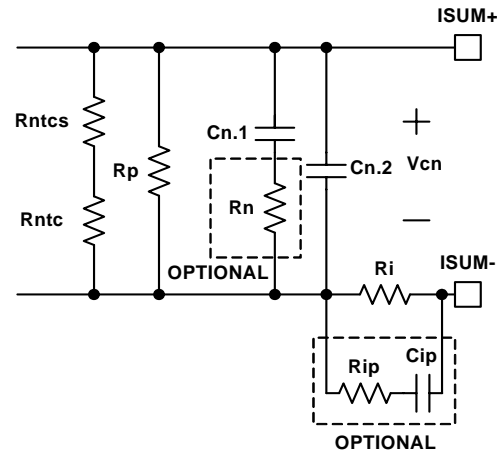 ISUM+
Rntcs
Cn.1
+
Rp
Cn.2
Vcn
Rntc
Rn
−
OPTIONAL
Ri
ISUM-
Rip
Cip
OPTIONAL